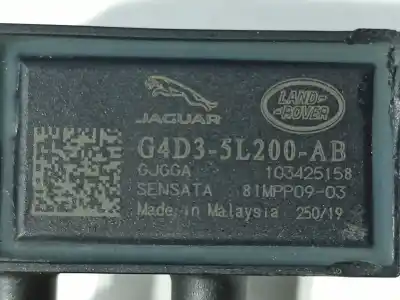 JAGUAR
LAND-
ROVER
G4D3-5L200-AB
GJGGA 103425158
SENSATA 81MPP09-03
Made in Malaysia 250/19